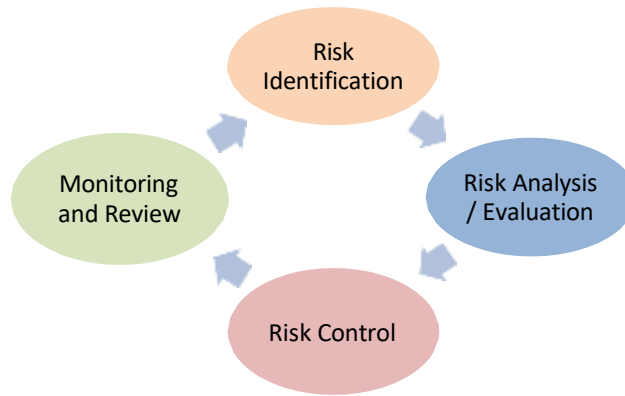 Risk
Identification
Risk Analysis
/ Evaluation
Risk Control
Monitoring
and Review